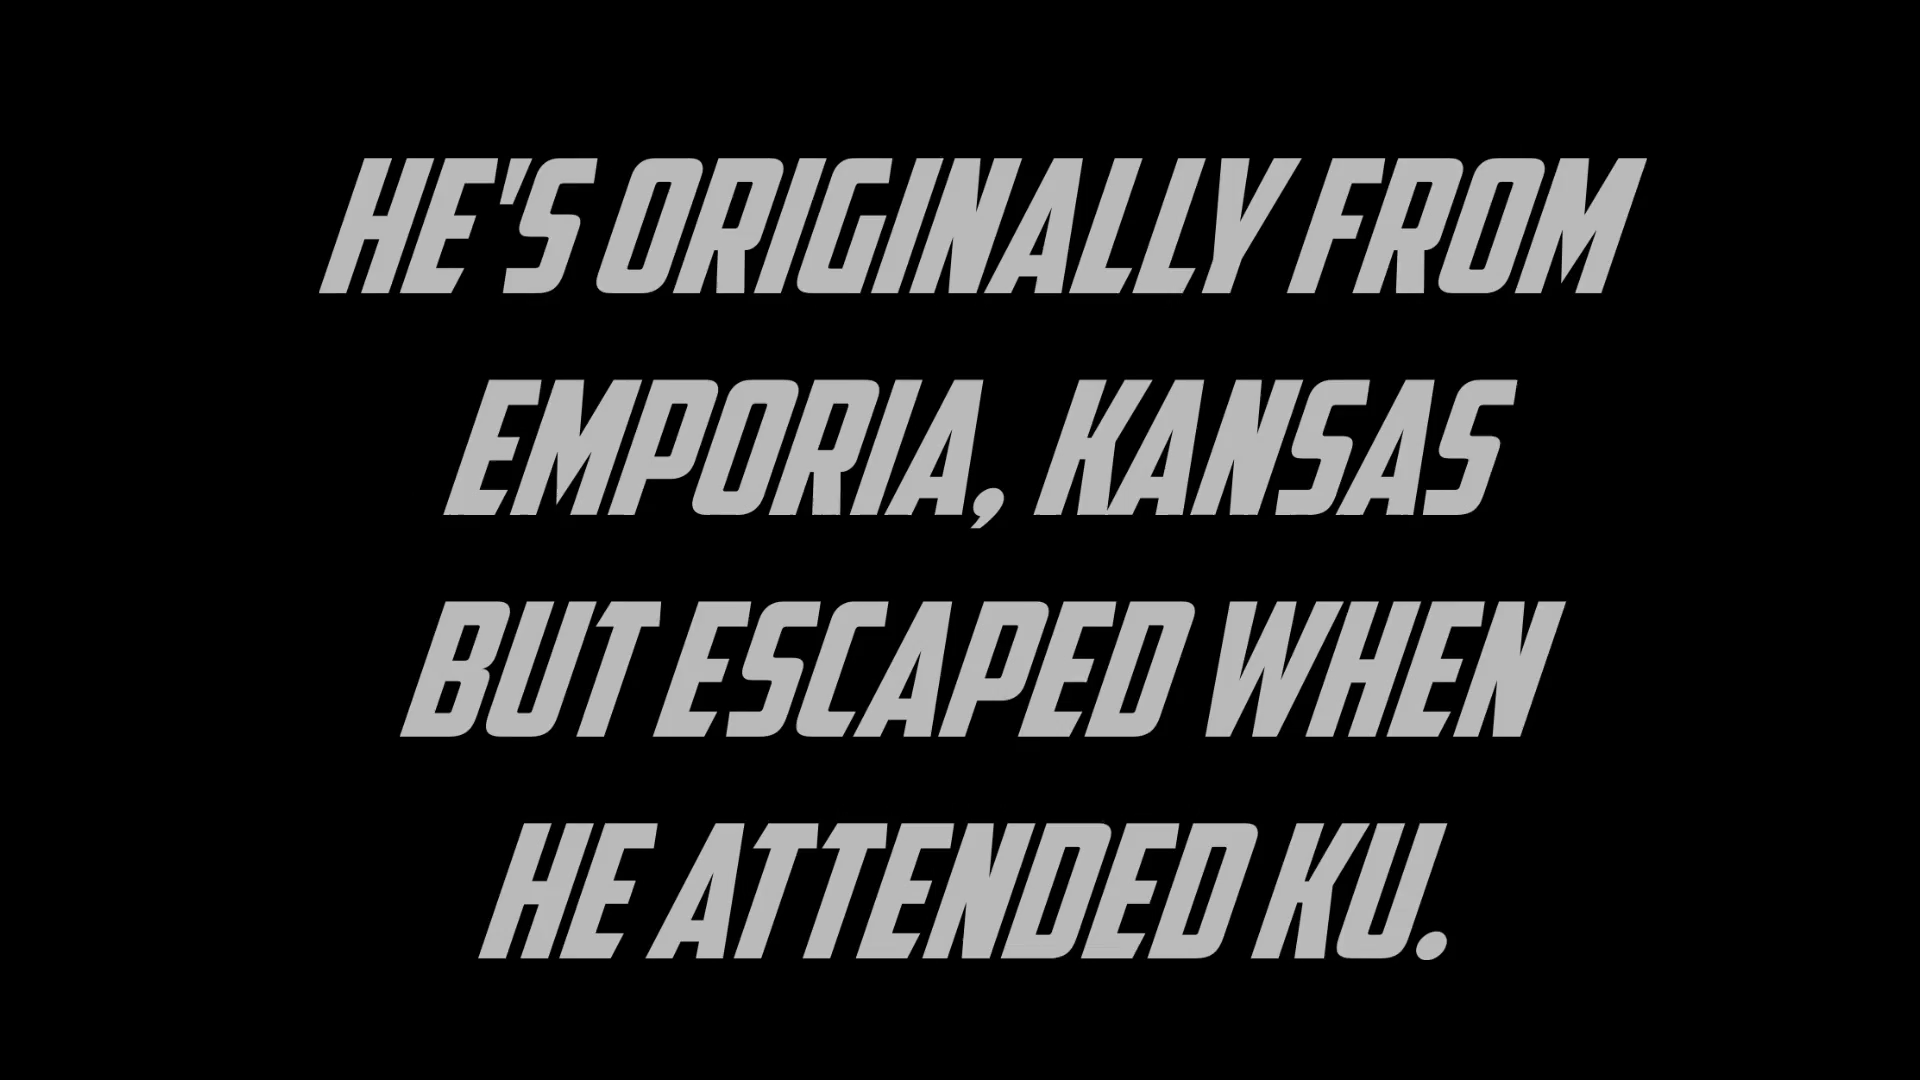 HE'S ORIGINALLY FROM
EMPORIA, KANSAS
BUT ESCAPED WHEN
HE ATTENDED KU.